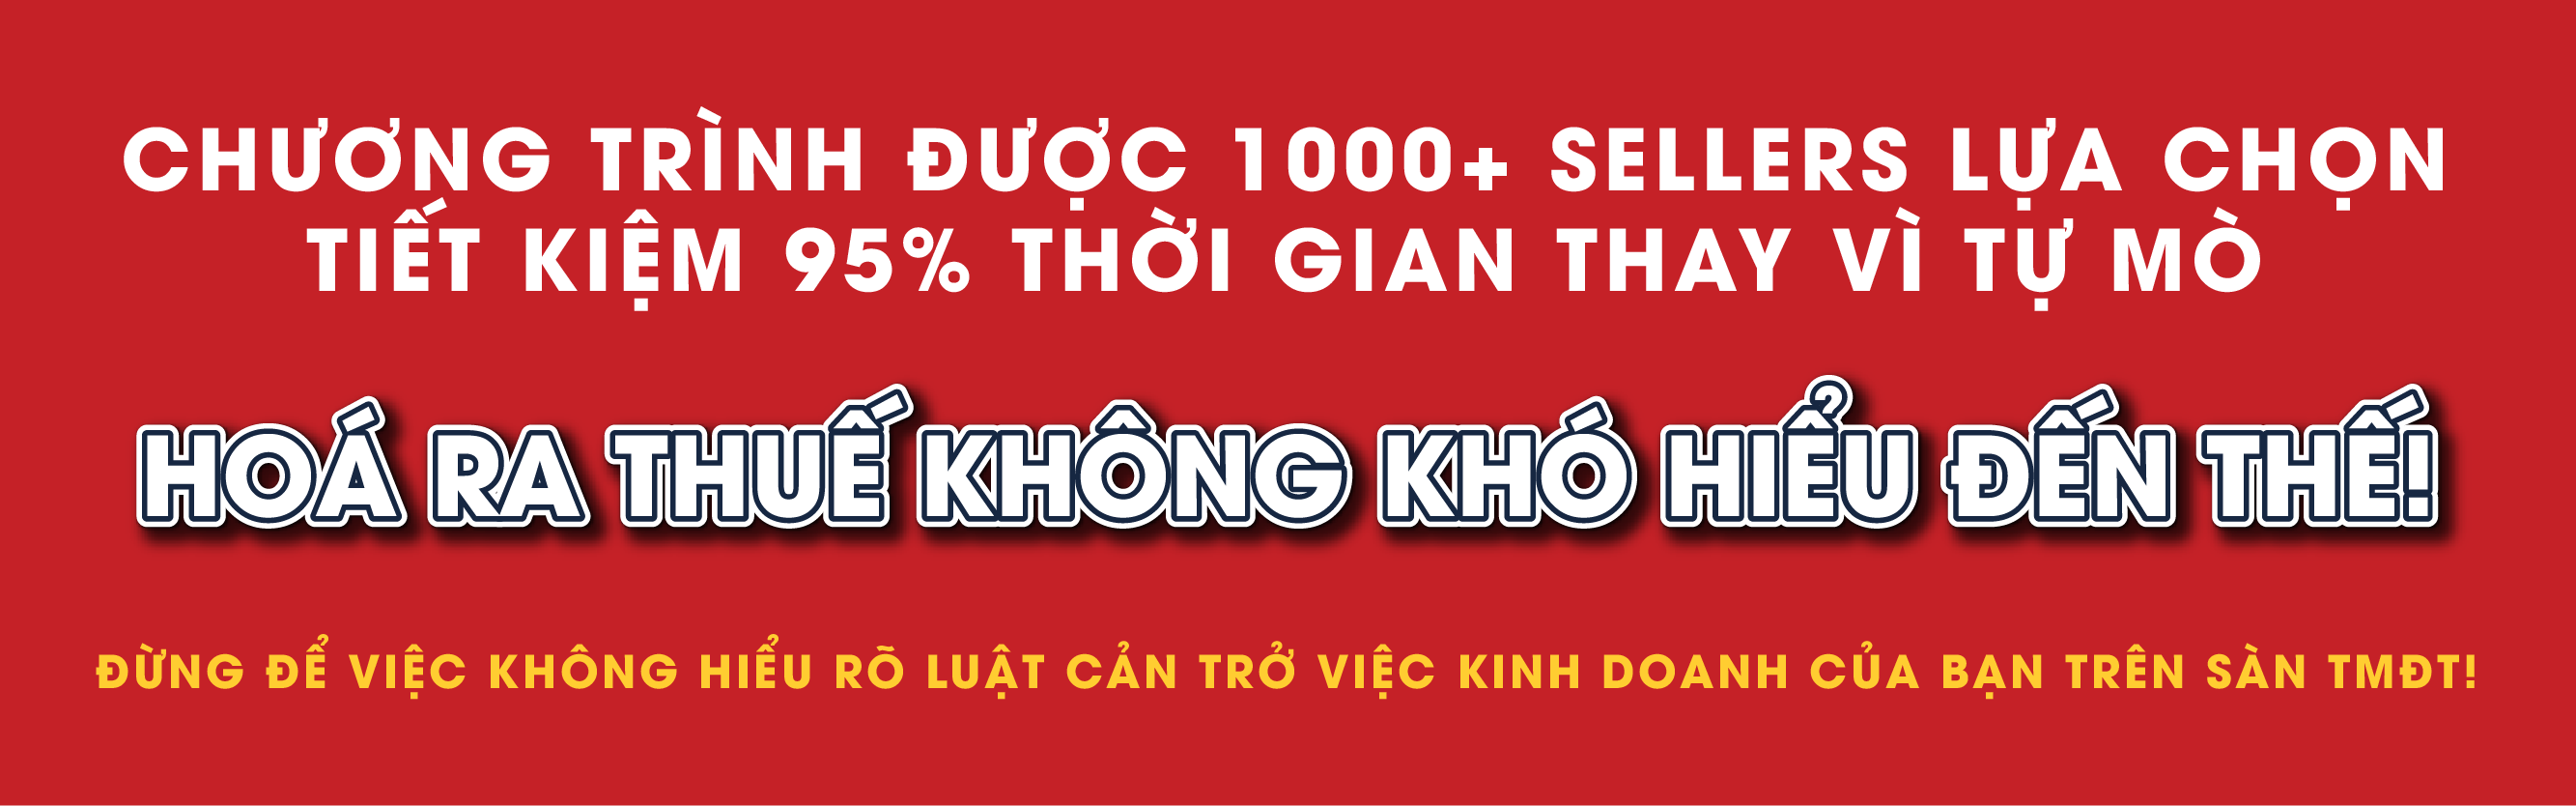 CHƯƠNG TRÌNH ĐƯỢC 1000+ SELLERS LỰA CHỌN
TIẾT KIỆM 95% THỜI GIAN THAY VÌ TỰ MÒ
HOÁ RA THUẾ KHÔNG KHÓ HIỂU ĐẾN THẾ!
ĐỪNG ĐỂ VIỆC KHÔNG HIỂU RÕ LUẬT CẢN TRỞ VIỆC KINH DOANH CỦA BẠN TRÊN SÀN TMĐT!